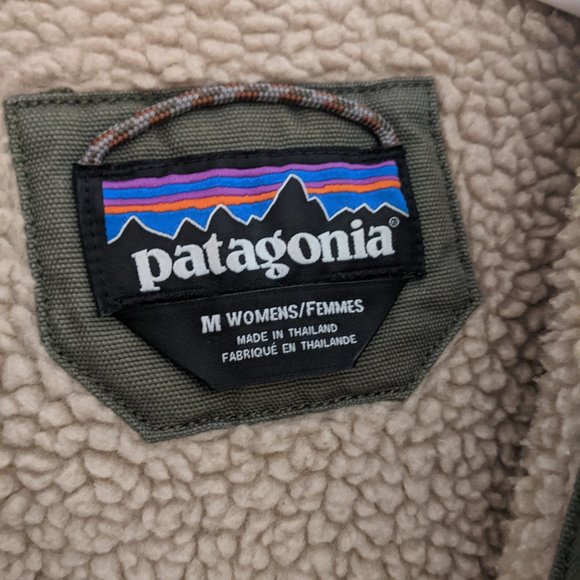 patagonia®
M WOMENS/FEMMES
MADE IN THAILAND
FABRIQUÉ EN THAILANDE